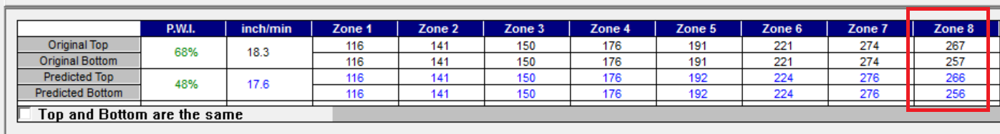 P.W.I. inch/min Zone 1 Zone 2 Zone 3 Zone 4 Zone 5 Zone 6 Zone 7 Zone 8
Original Top 68% 18.3 116 141 150 176 191 221 274 267
Original Bottom 116 141 150 176 191 221 274 257
Predicted Top 48% 17.6 116 141 150 176 192 224 276 266
Predicted Bottom 116 141 150 176 192 224 276 256
Top and Bottom are the same